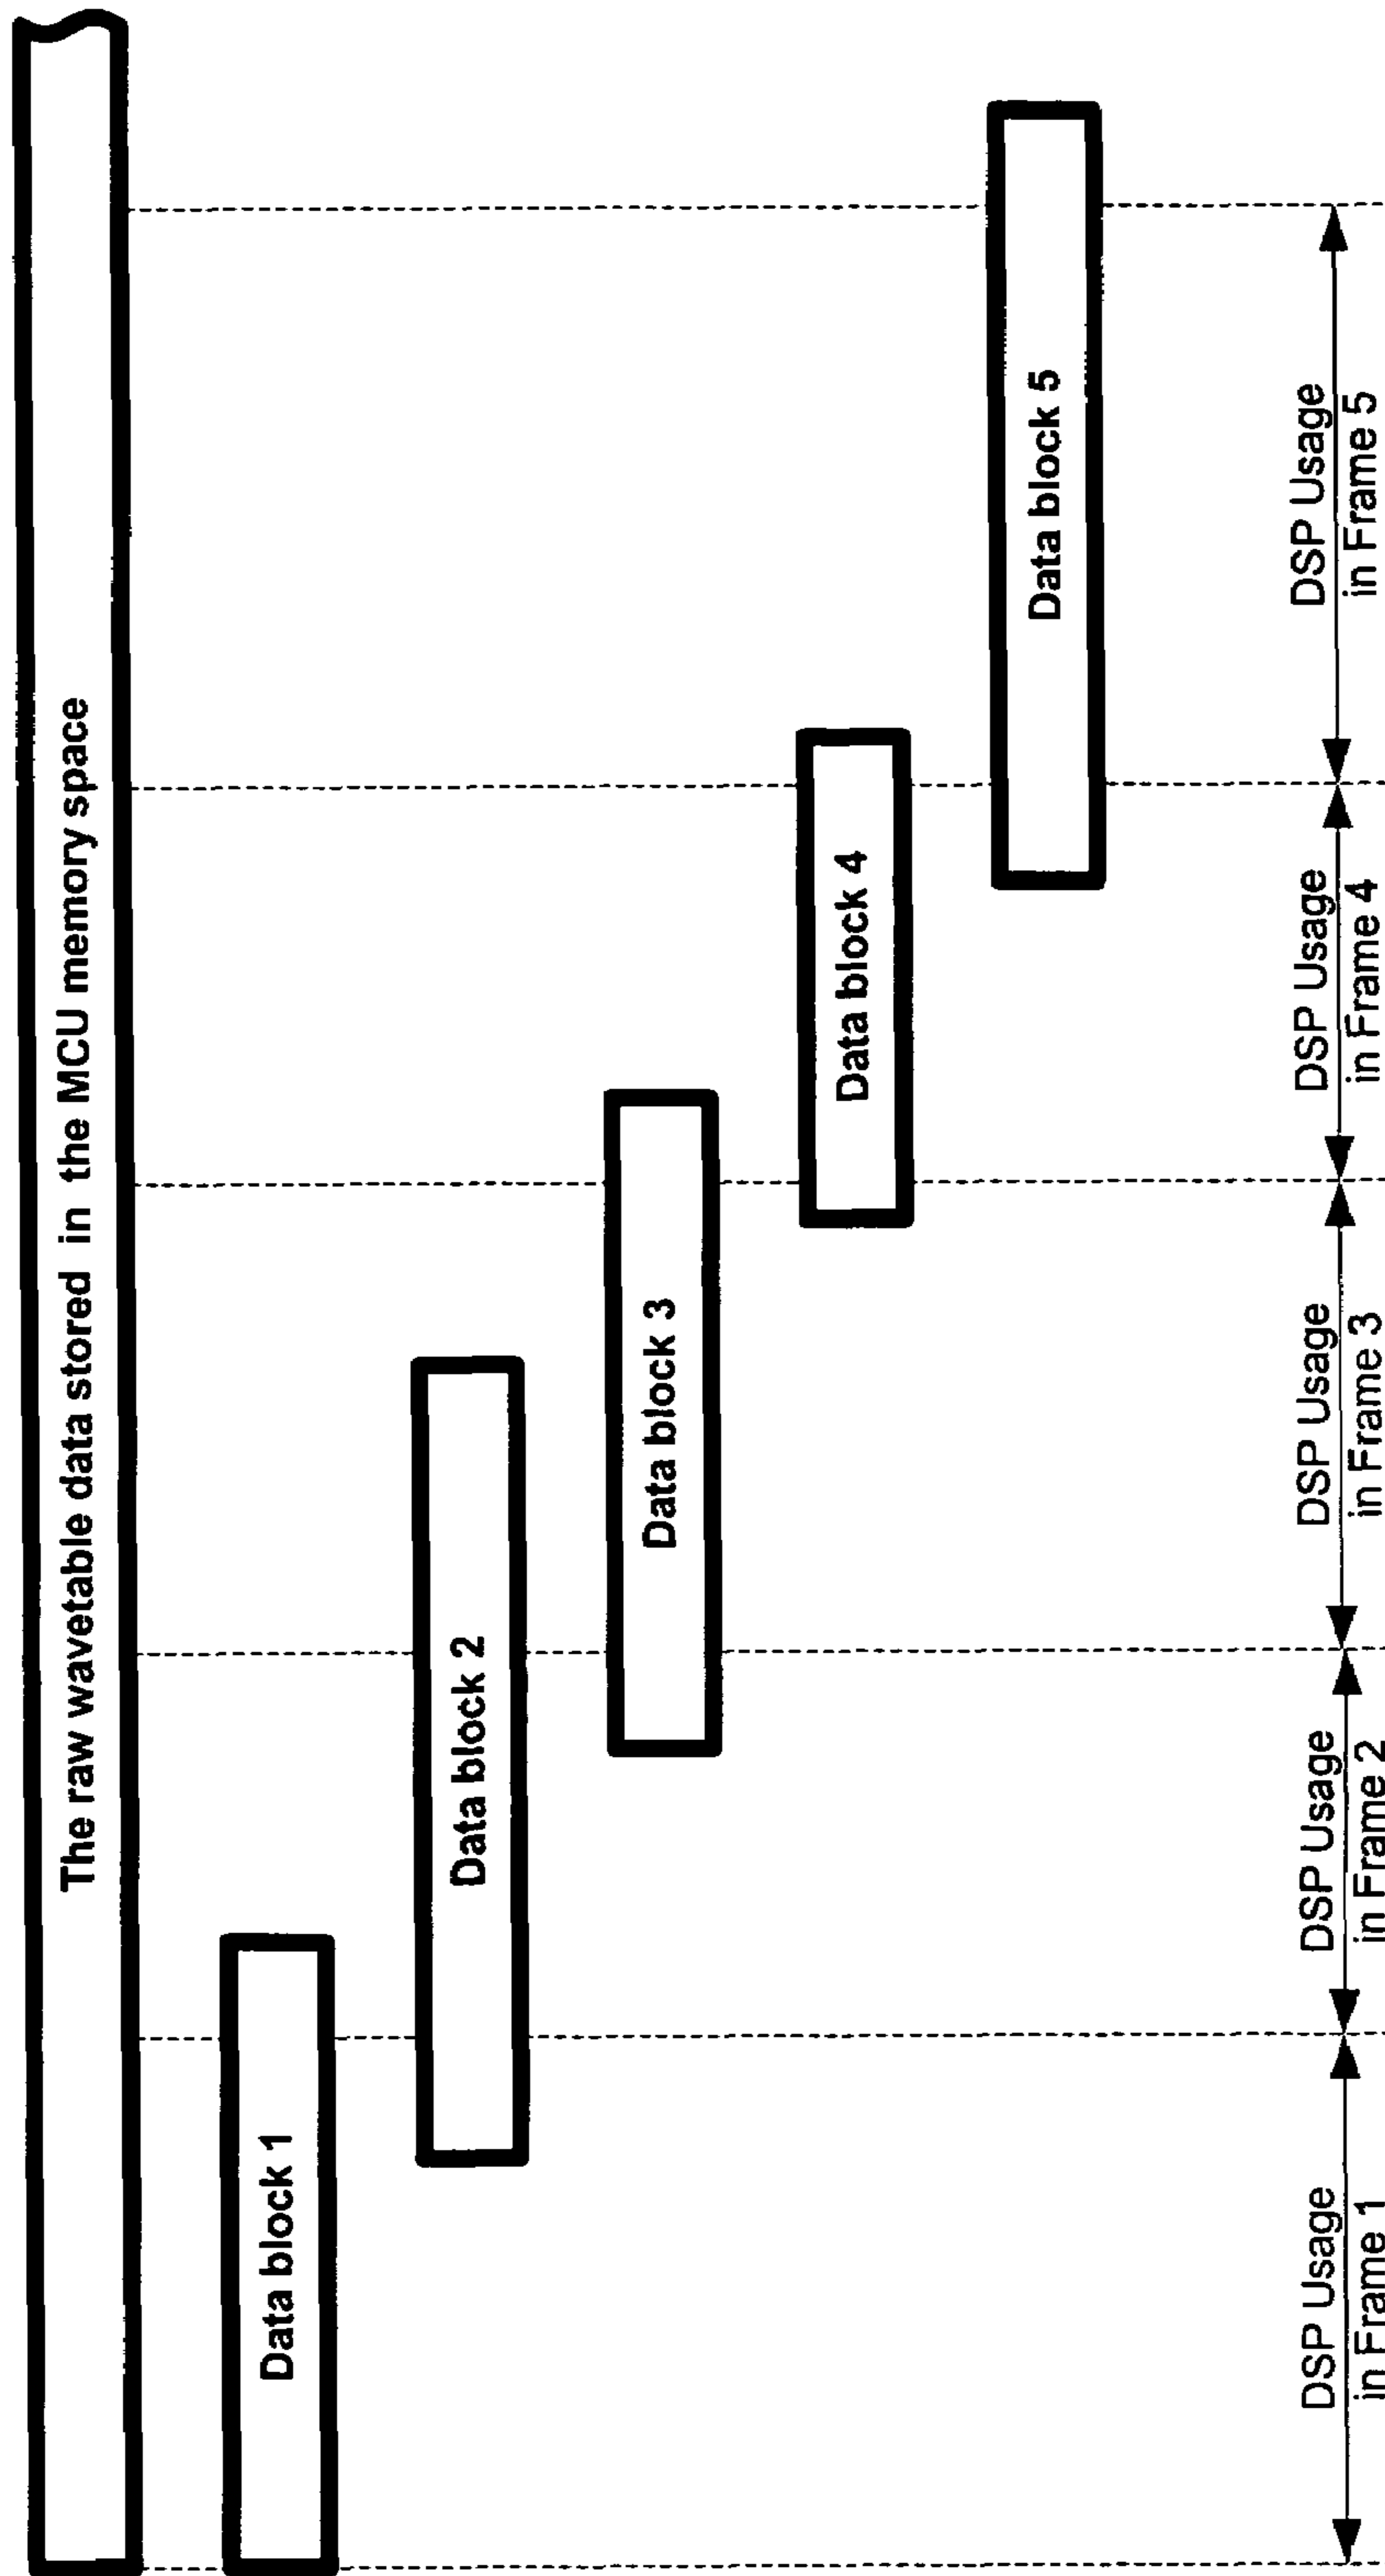 The raw wavetable data stored in the MCU memory space
Data block 1
Data block 2
Data block 3
Data block 4
Data block 5
DSP Usage
in Frame 1
DSP Usage
in Frame 2
DSP Usage
in Frame 3
DSP Usage
in Frame 4
DSP Usage
in Frame 5